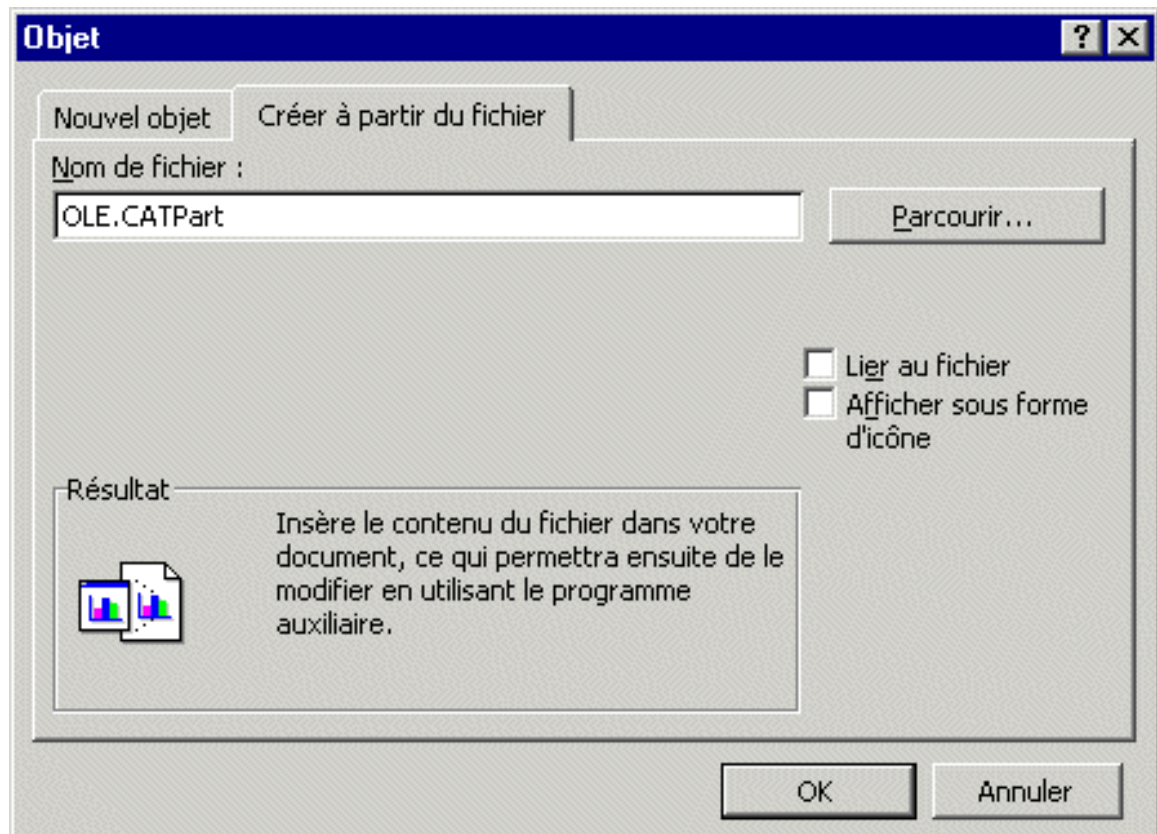 Objet
Nouvel objet
Créer à partir du fichier
Nom de fichier :
OLE.CATPart
Parcourir...
Lier au fichier
Afficher sous forme
d'icône
Résultat
Insère le contenu du fichier dans votre
document, ce qui permettra ensuite de le
modifier en utilisant le programme
auxiliaire.
OK
Annuler